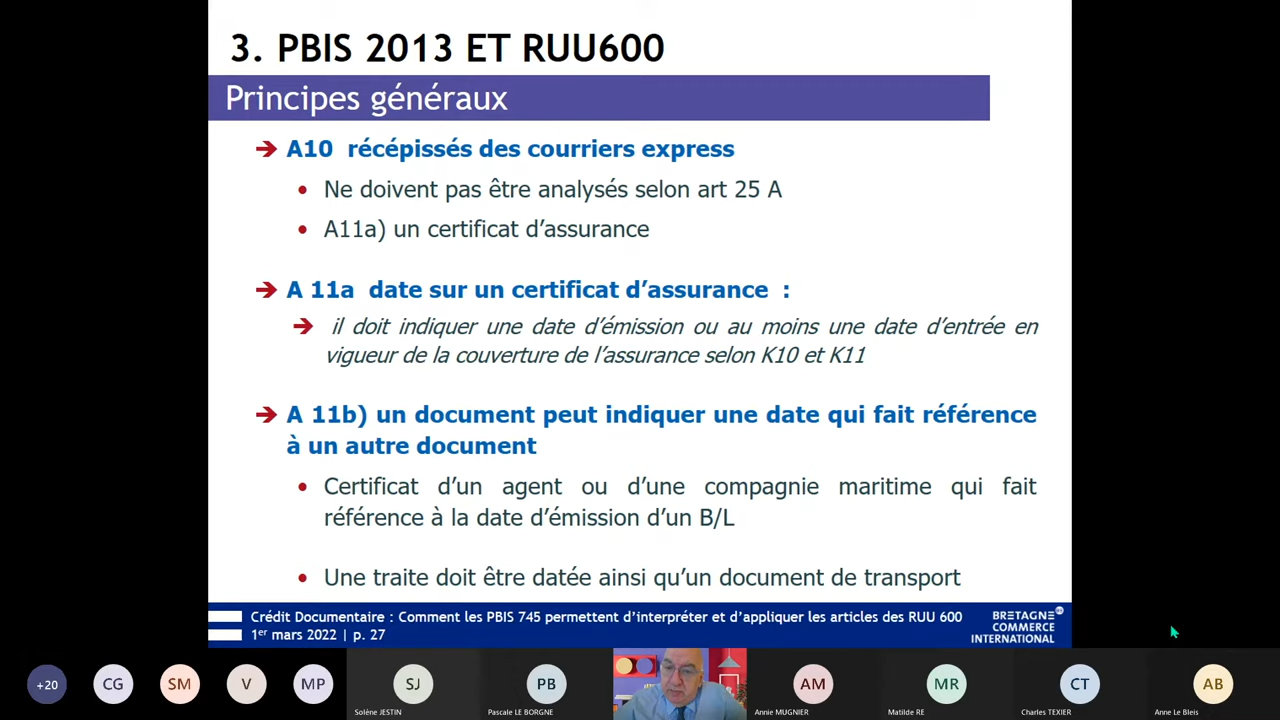 3. PBIS 2013 ET RUU600
Principes généraux
➔ A10 récépissés des courriers express
• Ne doivent pas être analysés selon art 25 A
• A11a) un certificat d’assurance
➔ A 11a date sur un certificat d’assurance :
➔ il doit indiquer une date d’émission ou au moins une date d’entrée en
vigueur de la couverture de l’assurance selon K10 et K11
➔ A 11b) un document peut indiquer une date qui fait référence
à un autre document
• Certificat d’un agent ou d’une compagnie maritime qui fait
référence à la date d’émission d’un B/L
• Une traite doit être datée ainsi qu’un document de transport
Crédit Documentaire : Comment les PBIS 745 permettent d’interpréter et d’appliquer les articles des RUU 600
1er mars 2022 | p. 27
BRETAGNE
COMMERCE
INTERNATIONAL
+20
CG
SM
V
MP
SJ
PB
AM
MR
CT
AB
Solène JESTIN
Pascale LE BORGNE
Annie MUGNIER
Matilde RE
Charles TEXIER
Anne Le Bleis